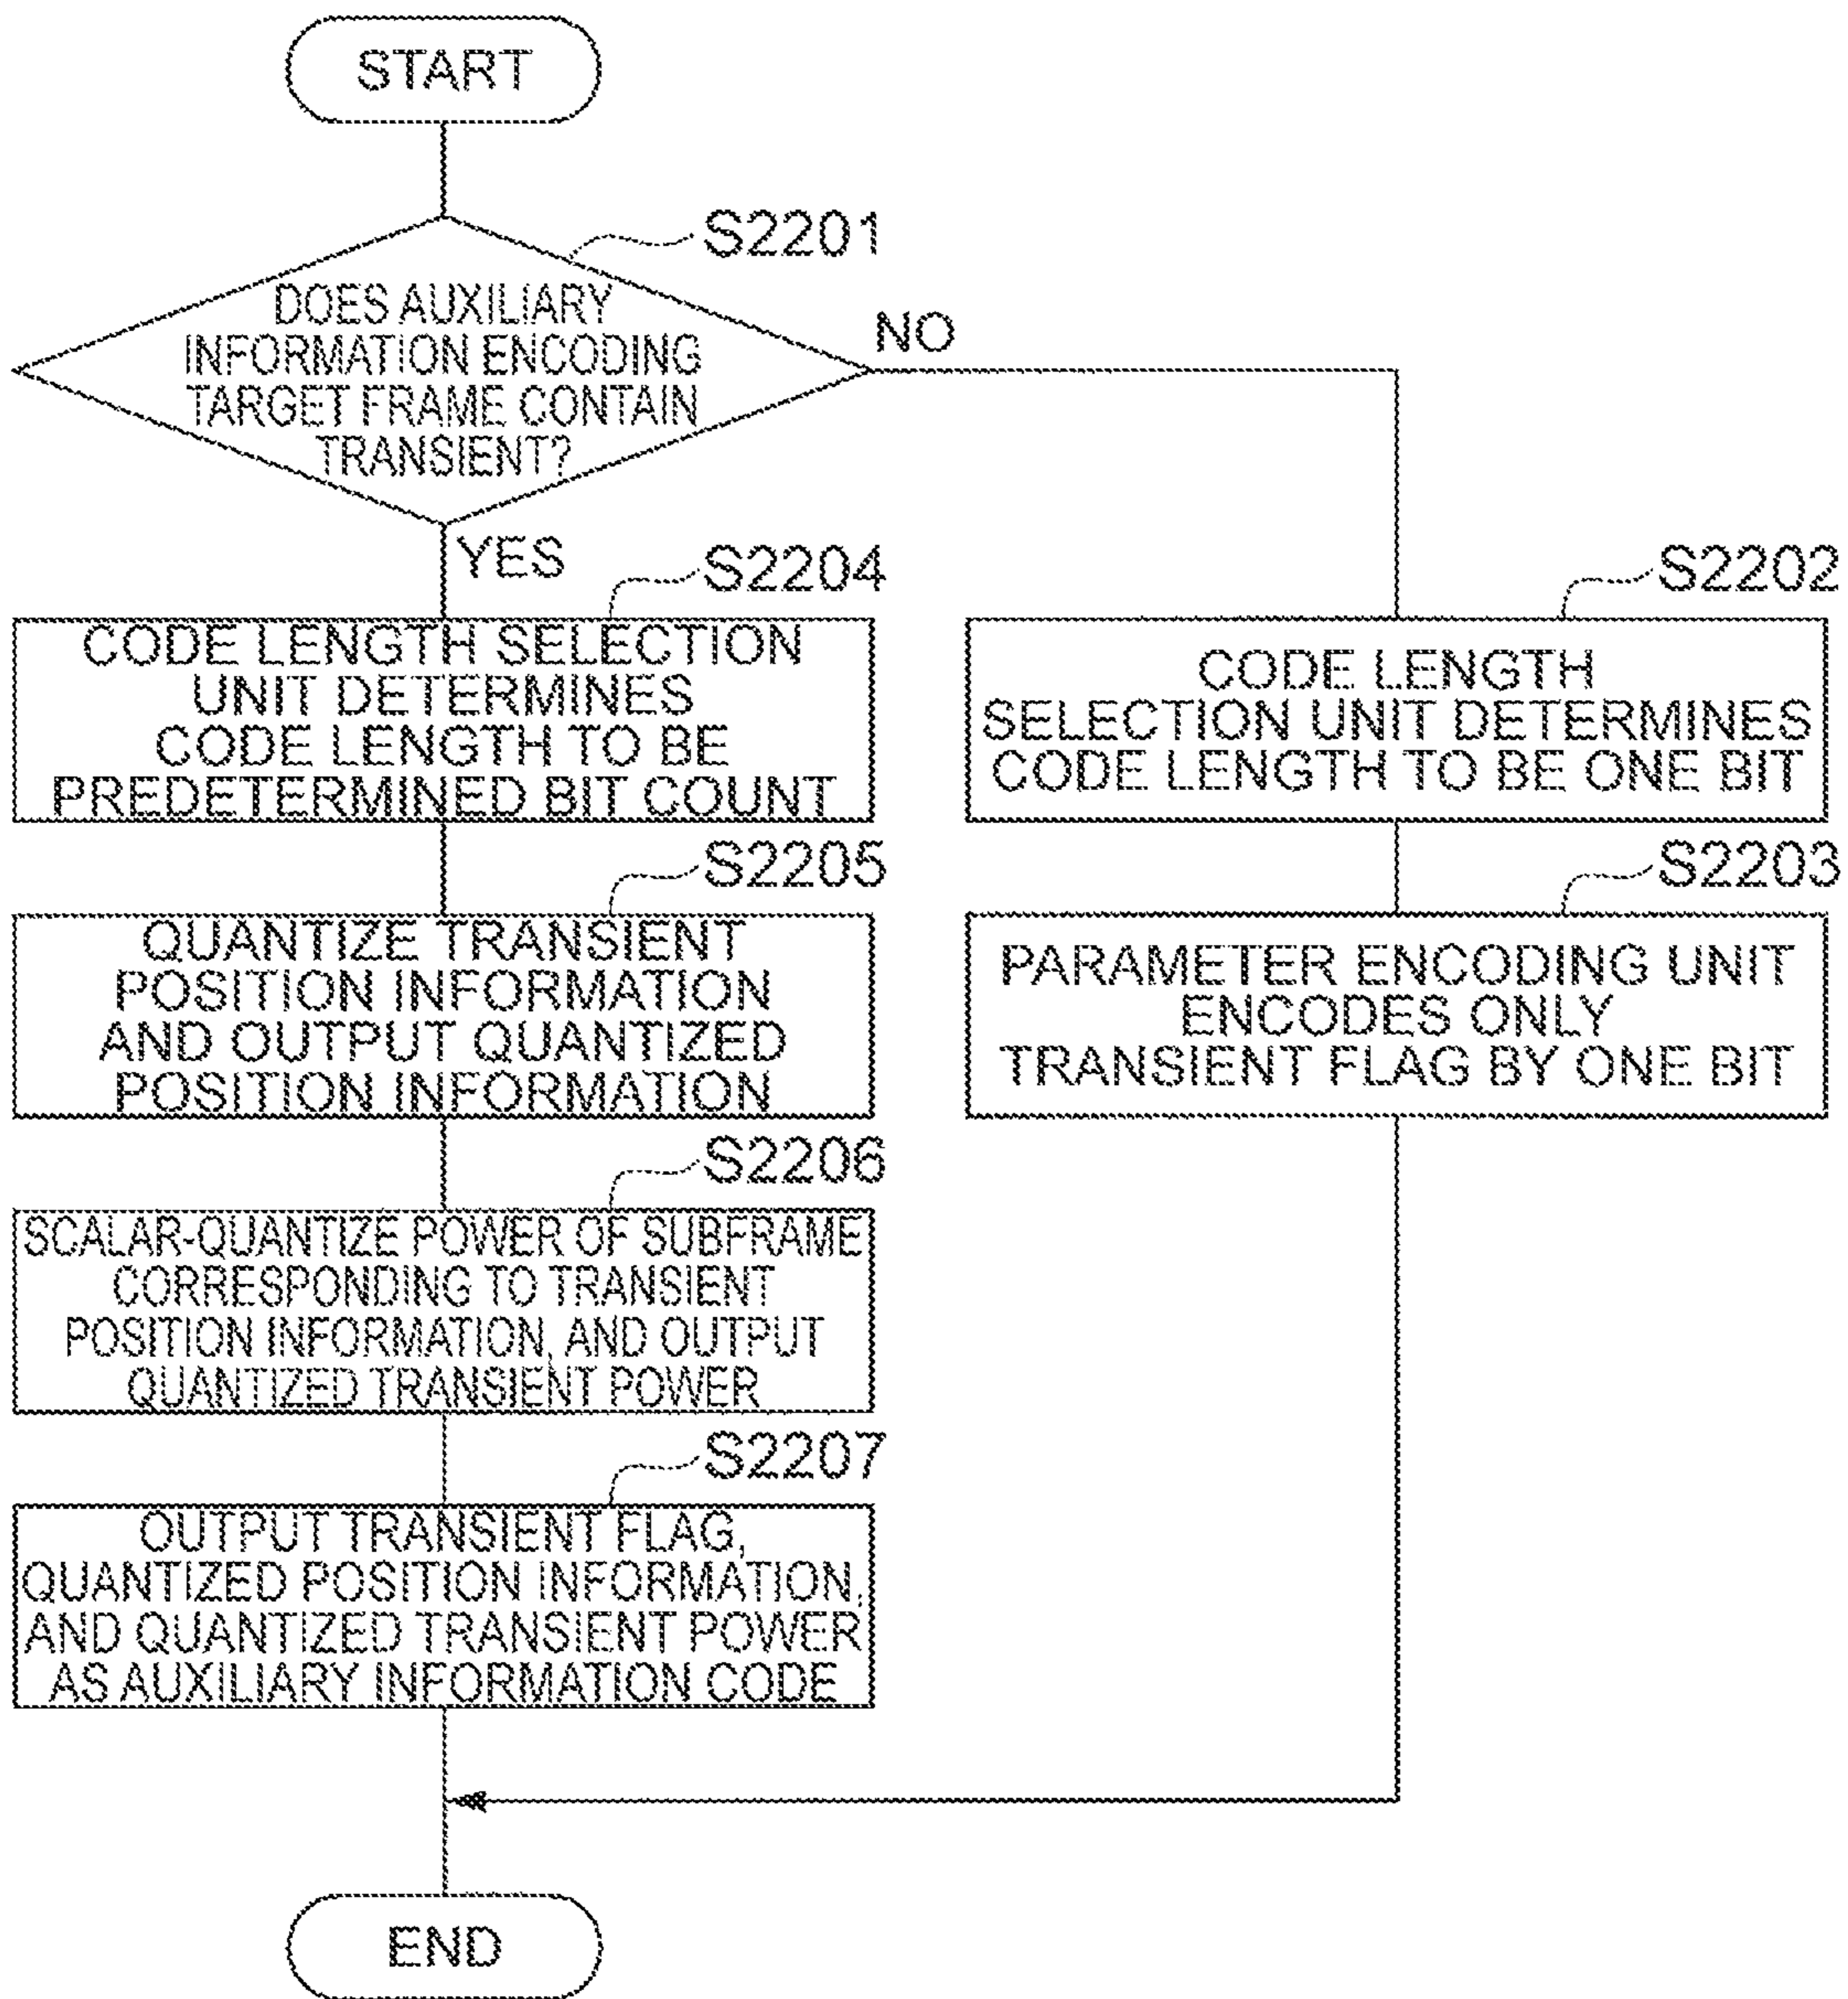 START
S2201
DOES AUXILIARY
INFORMATION ENCODING
TARGET FRAME CONTAIN
TRANSIENT?
NO
YES
S2204
CODE LENGTH SELECTION
UNIT DETERMINES
CODE LENGTH TO BE
PREDETERMINED BIT COUNT
S2202
CODE LENGTH
SELECTION UNIT DETERMINES
CODE LENGTH TO BE ONE BIT
S2205
QUANTIZE TRANSIENT
POSITION INFORMATION
AND OUTPUT QUANTIZED
POSITION INFORMATION
S2203
PARAMETER ENCODING UNIT
ENCODES ONLY
TRANSIENT FLAG BY ONE BIT
S2206
SCALAR-QUANTIZE POWER OF SUBFRAME
CORRESPONDING TO TRANSIENT
POSITION INFORMATION, AND OUTPUT
QUANTIZED TRANSIENT POWER
S2207
OUTPUT TRANSIENT FLAG,
QUANTIZED POSITION INFORMATION,
AND QUANTIZED TRANSIENT POWER
AS AUXILIARY INFORMATION CODE
END